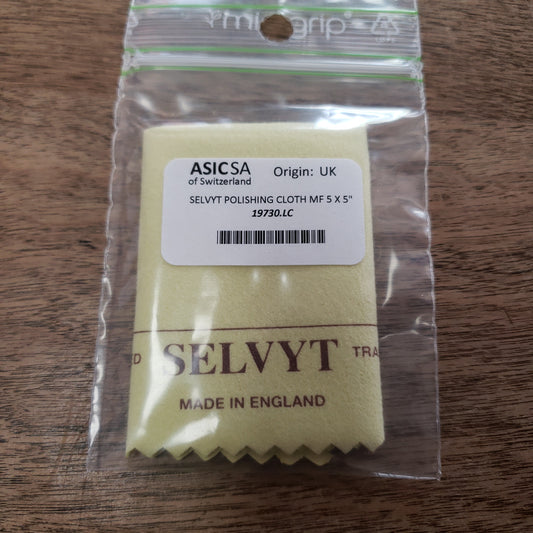 minigrip®
ASICSA Origin: UK
of Switzerland
SELVYT POLISHING CLOTH MF 5 X 5"
19730.LC
D SELVYT TRA
MADE IN ENGLAND